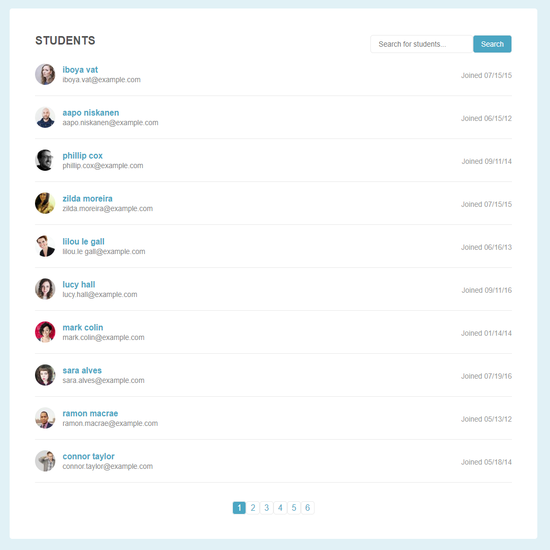 STUDENTS
Search for students...
Search
iboya vat
iboya.vat@example.com
Joined 07/15/15
aapo niskanen
aapo.niskanen@example.com
Joined 06/15/12
phillip cox
phillip.cox@example.com
Joined 09/11/14
zilda moreira
zilda.moreira@example.com
Joined 07/15/15
lilou le gall
lilou.le gall@example.com
Joined 06/16/13
lucy hall
lucy.hall@example.com
Joined 09/11/16
mark colin
mark.colin@example.com
Joined 01/14/14
sara alves
sara.alves@example.com
Joined 07/19/16
ramon macrae
ramon.macrae@example.com
Joined 05/13/12
connor taylor
connor.taylor@example.com
Joined 05/18/14
1 2 3 4 5 6